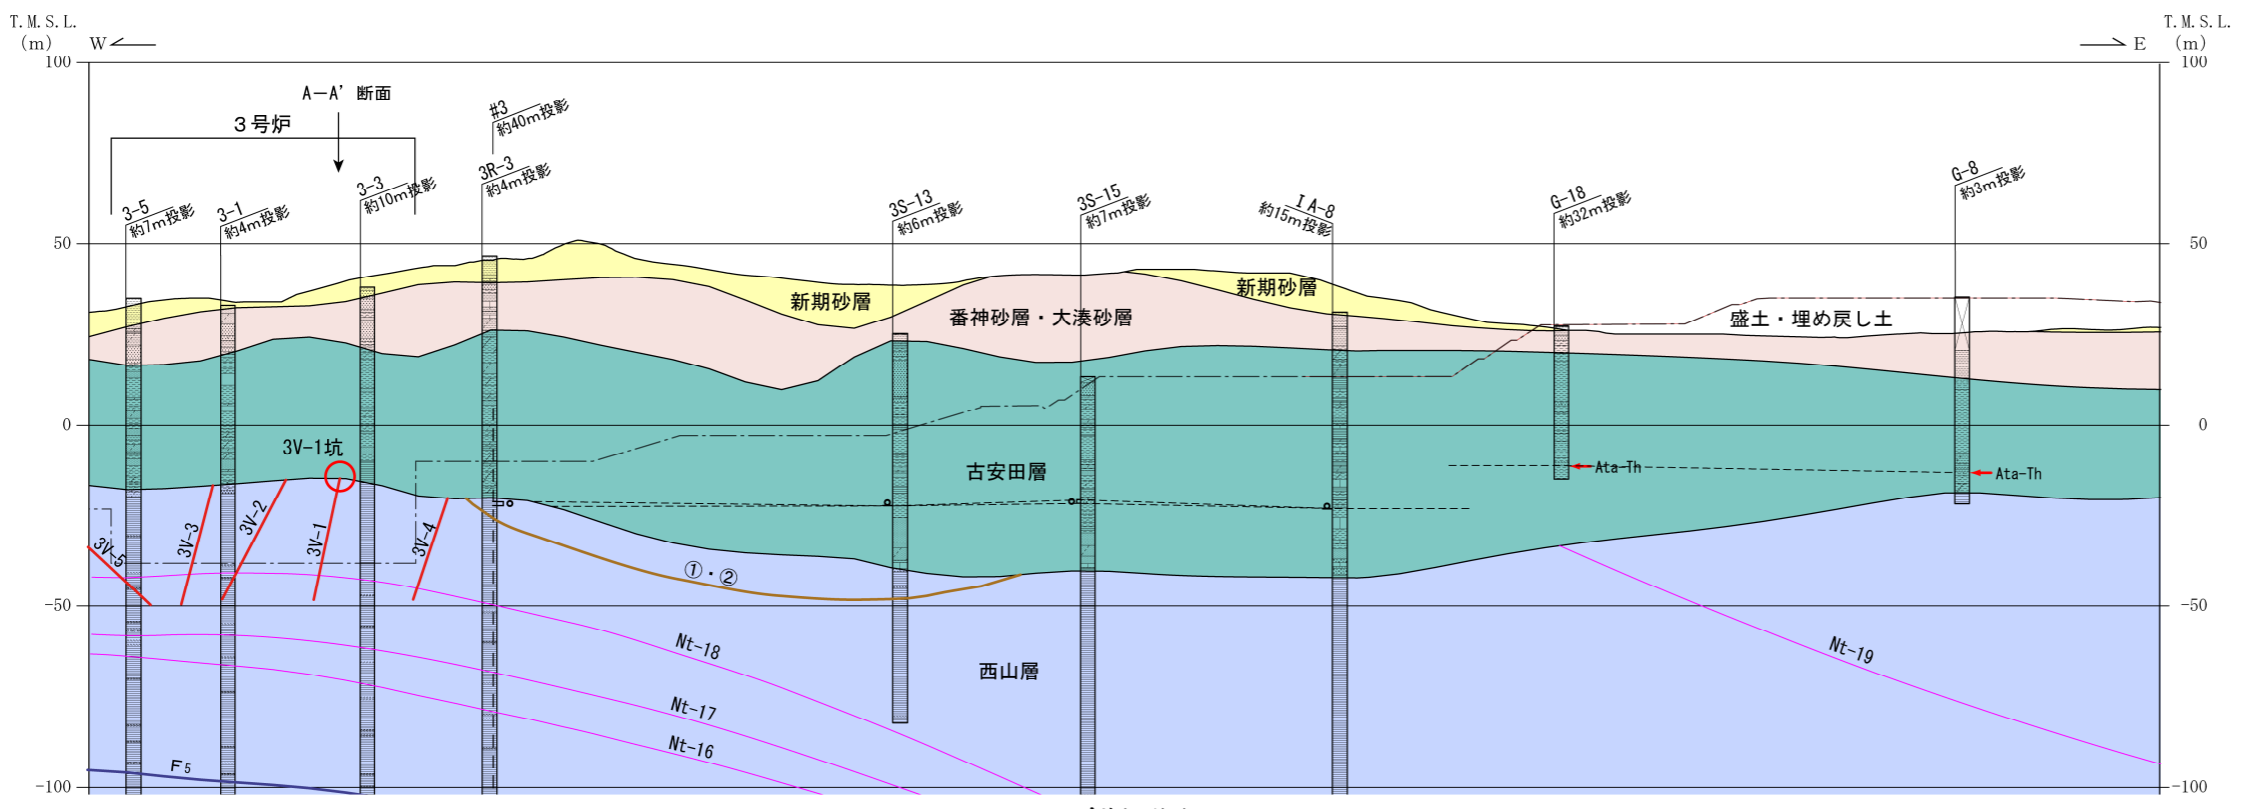 T.M.S.L.
(m)
W
E
T.M.S.L.
(m)
100
100
A－A’断面
3号炉
#3
約40m投影
3R-3
約4m投影
3-5
約7m投影
3-1
約4m投影
3-3
約10m投影
3S-13
約6m投影
3S-15
約7m投影
IA-8
約15m投影
G-18
約32m投影
G-8
約3m投影
50
50
新期砂層
新期砂層
番神砂層・大湊砂層
盛土・埋め戻し土
0
0
3V-1坑
古安田層
Ata-Th
Ata-Th
3V-5
3V-3
3V-2
3V-1
3V-4
①・②
-50
-50
Nt-18
Nt-19
西山層
Nt-17
Nt-16
F5
-100
-100